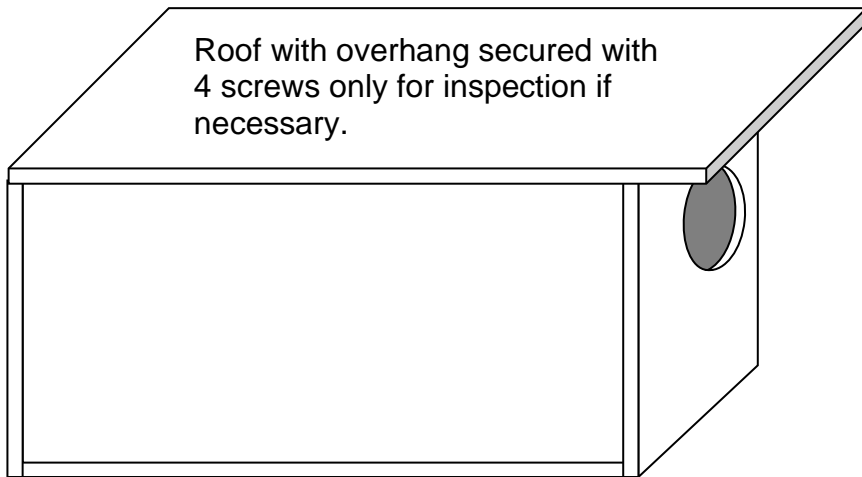 Roof with overhang secured with
4 screws only for inspection if
necessary.